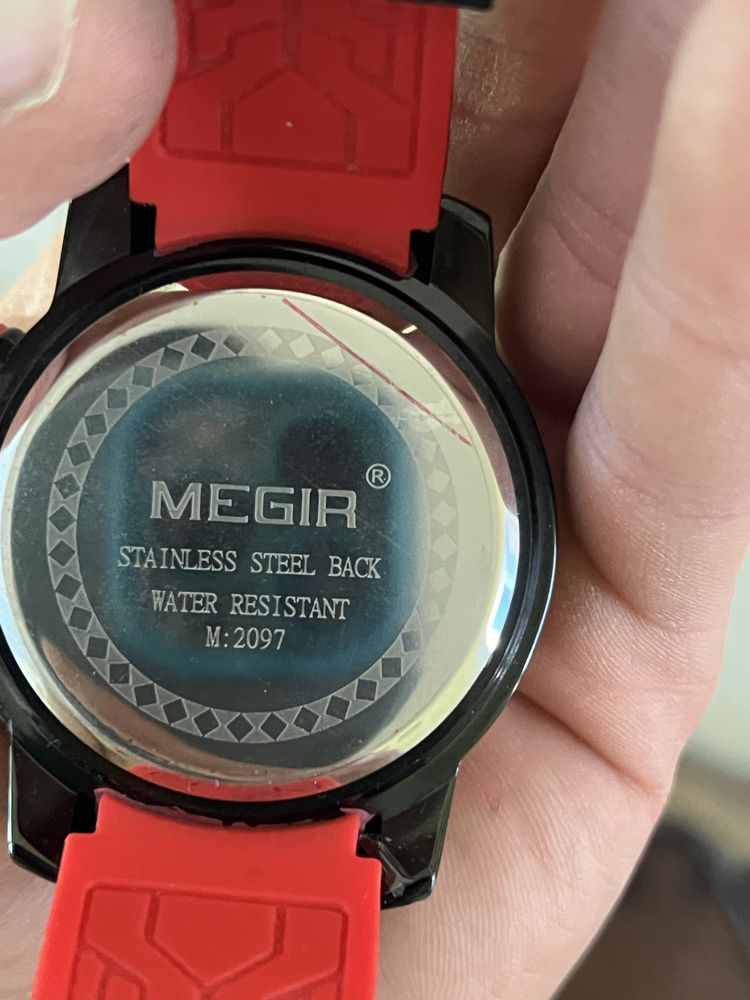 MEGIR®
STAINLESS STEEL BACK
WATER RESISTANT
M:2097